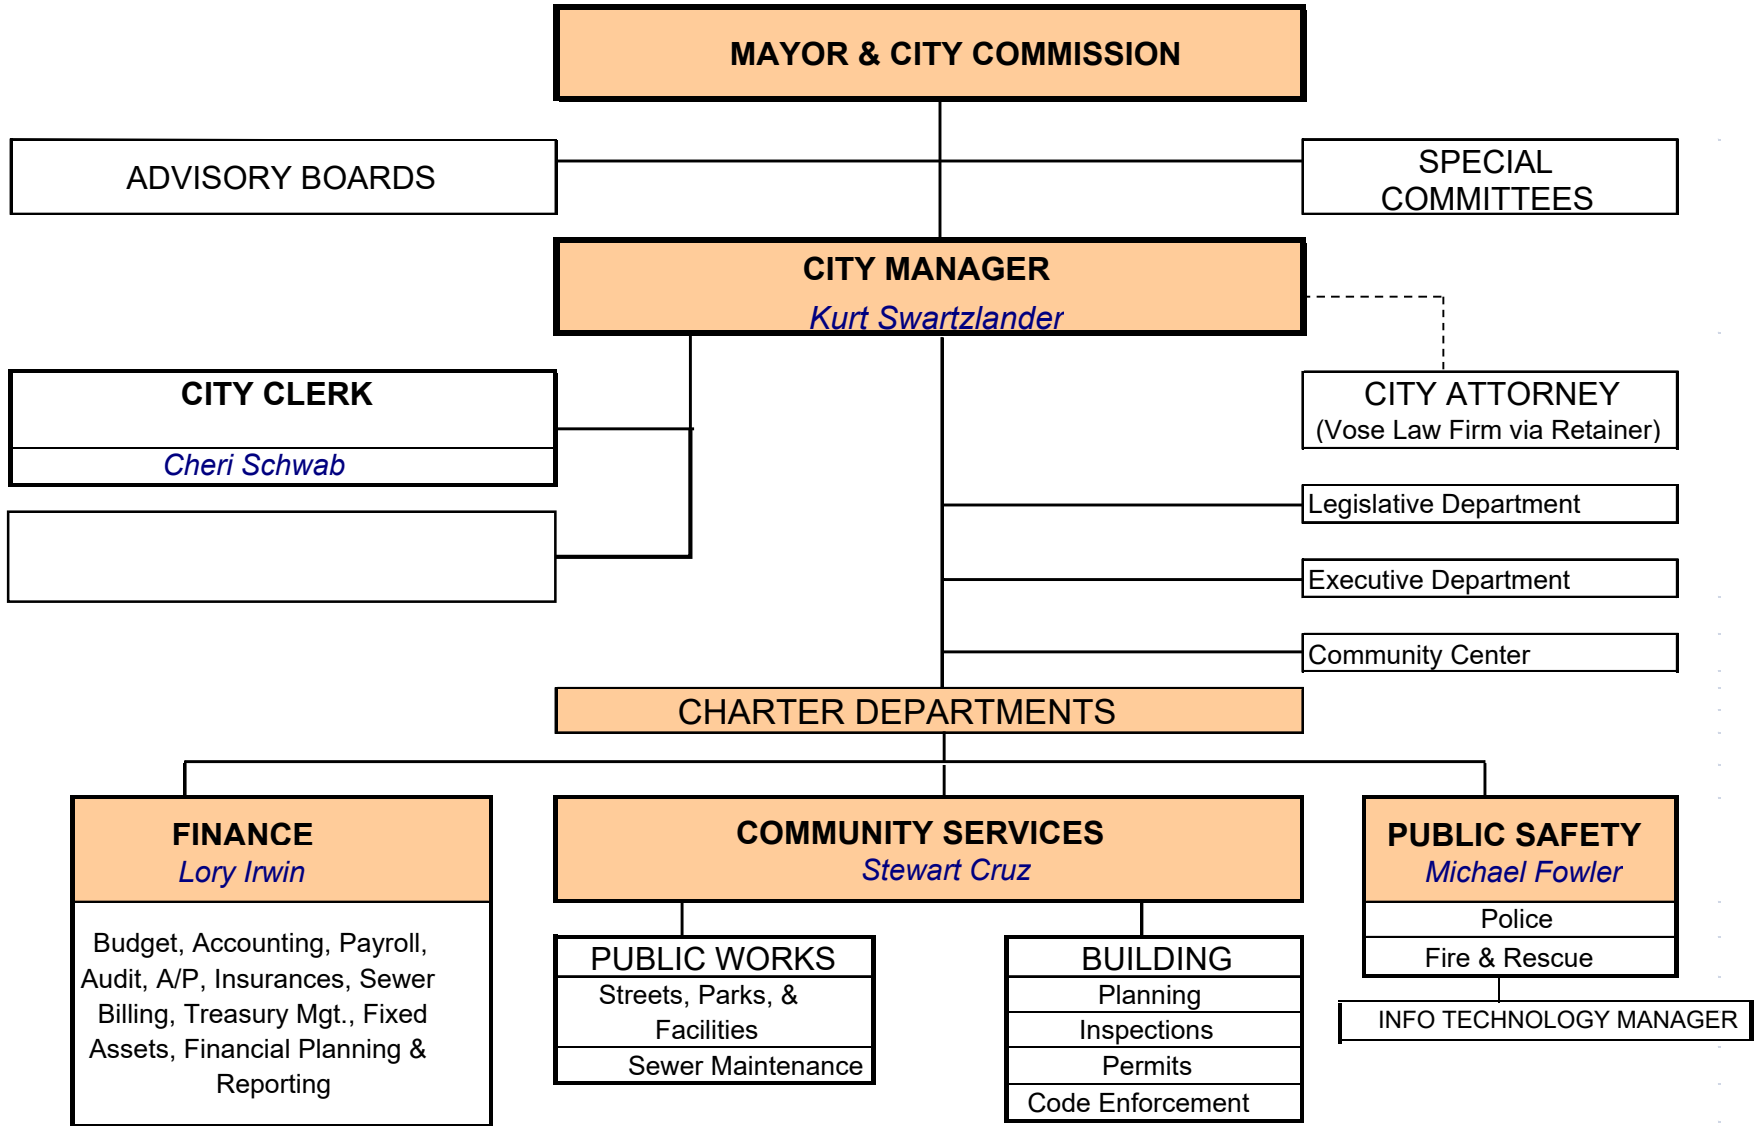 MAYOR & CITY COMMISSION
ADVISORY BOARDS
SPECIAL
COMMITTEES
CITY MANAGER
Kurt Swartzlander
CITY CLERK
Cheri Schwab
CITY ATTORNEY
(Vose Law Firm via Retainer)
Legislative Department
Executive Department
Community Center
CHARTER DEPARTMENTS
FINANCE
Lory Irwin
Budget, Accounting, Payroll,
Audit, A/P, Insurances, Sewer
Billing, Treasury Mgt., Fixed
Assets, Financial Planning &
Reporting
COMMUNITY SERVICES
Stewart Cruz
PUBLIC WORKS
Streets, Parks, &
Facilities
Sewer Maintenance
BUILDING
Planning
Inspections
Permits
Code Enforcement
PUBLIC SAFETY
Michael Fowler
Police
Fire & Rescue
INFO TECHNOLOGY MANAGER